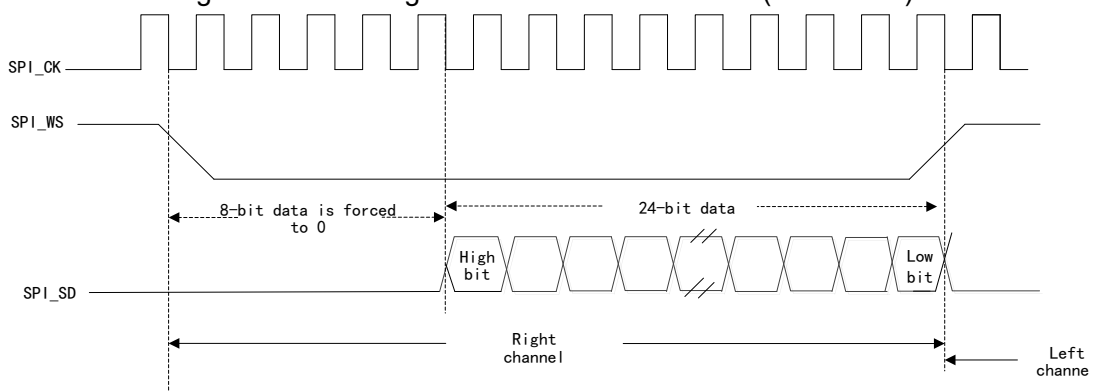 SPI_CK
SPI_WS
8-bit data is forced
to 0
24-bit data
High
bit
Low
bit
SPI_SD
Right
channel
Left
channe